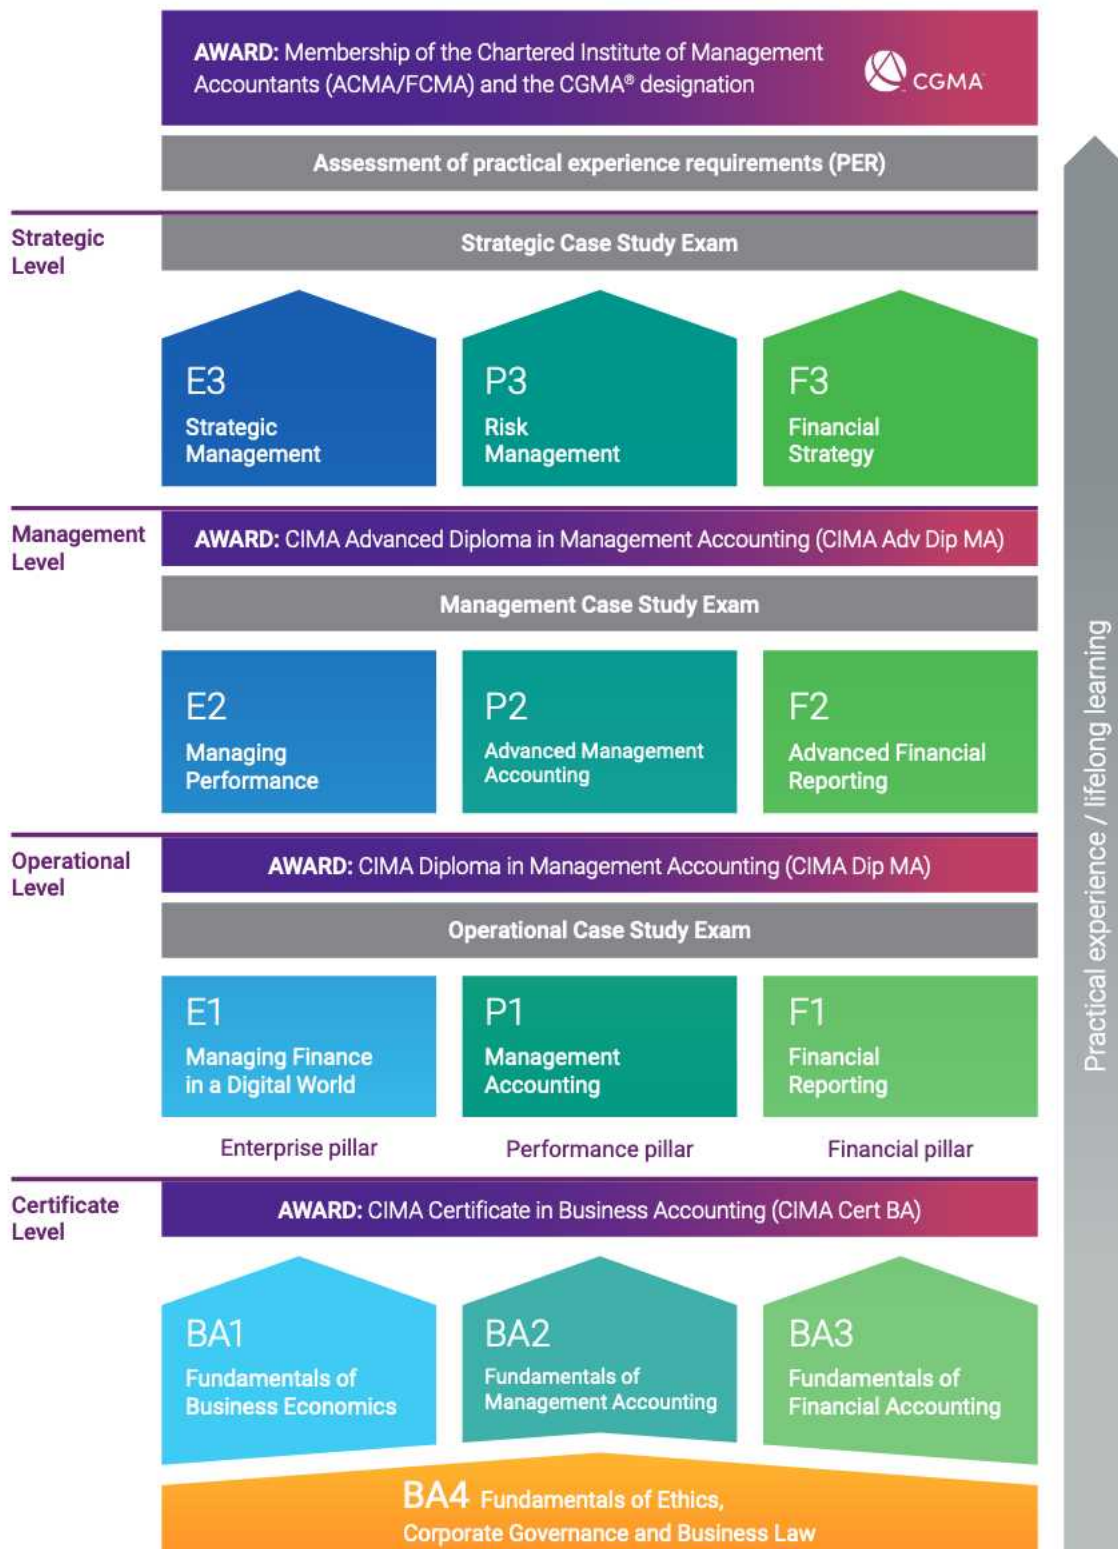 AWARD: Membership of the Chartered Institute of Management
Accountants (ACMA/FCMA) and the CGMA® designation
CGMA™
Assessment of practical experience requirements (PER)
Strategic
Level
Strategic Case Study Exam
E3
Strategic
Management
P3
Risk
Management
F3
Financial
Strategy
Management
Level
AWARD: CIMA Advanced Diploma in Management Accounting (CIMA Adv Dip MA)
Management Case Study Exam
E2
Managing
Performance
P2
Advanced Management
Accounting
F2
Advanced Financial
Reporting
Operational
Level
AWARD: CIMA Diploma in Management Accounting (CIMA Dip MA)
Operational Case Study Exam
E1
Managing Finance
in a Digital World
P1
Management
Accounting
F1
Financial
Reporting
Enterprise pillar
Performance pillar
Financial pillar
Certificate
Level
AWARD: CIMA Certificate in Business Accounting (CIMA Cert BA)
BA1
Fundamentals of
Business Economics
BA2
Fundamentals of
Management Accounting
BA3
Fundamentals of
Financial Accounting
BA4 Fundamentals of Ethics,
Corporate Governance and Business Law
Practical experience / lifelong learning